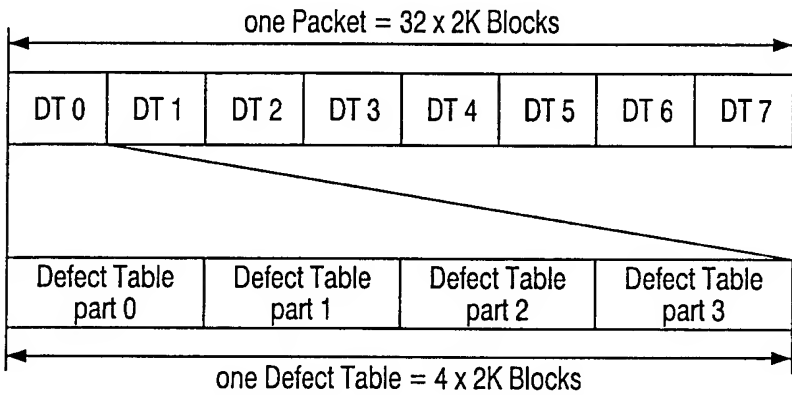 one Packet = 32 x 2K Blocks
DT 0 DT 1 DT 2 DT 3 DT 4 DT 5 DT 6 DT 7
Defect Table part 0
Defect Table part 1
Defect Table part 2
Defect Table part 3
one Defect Table = 4 x 2K Blocks